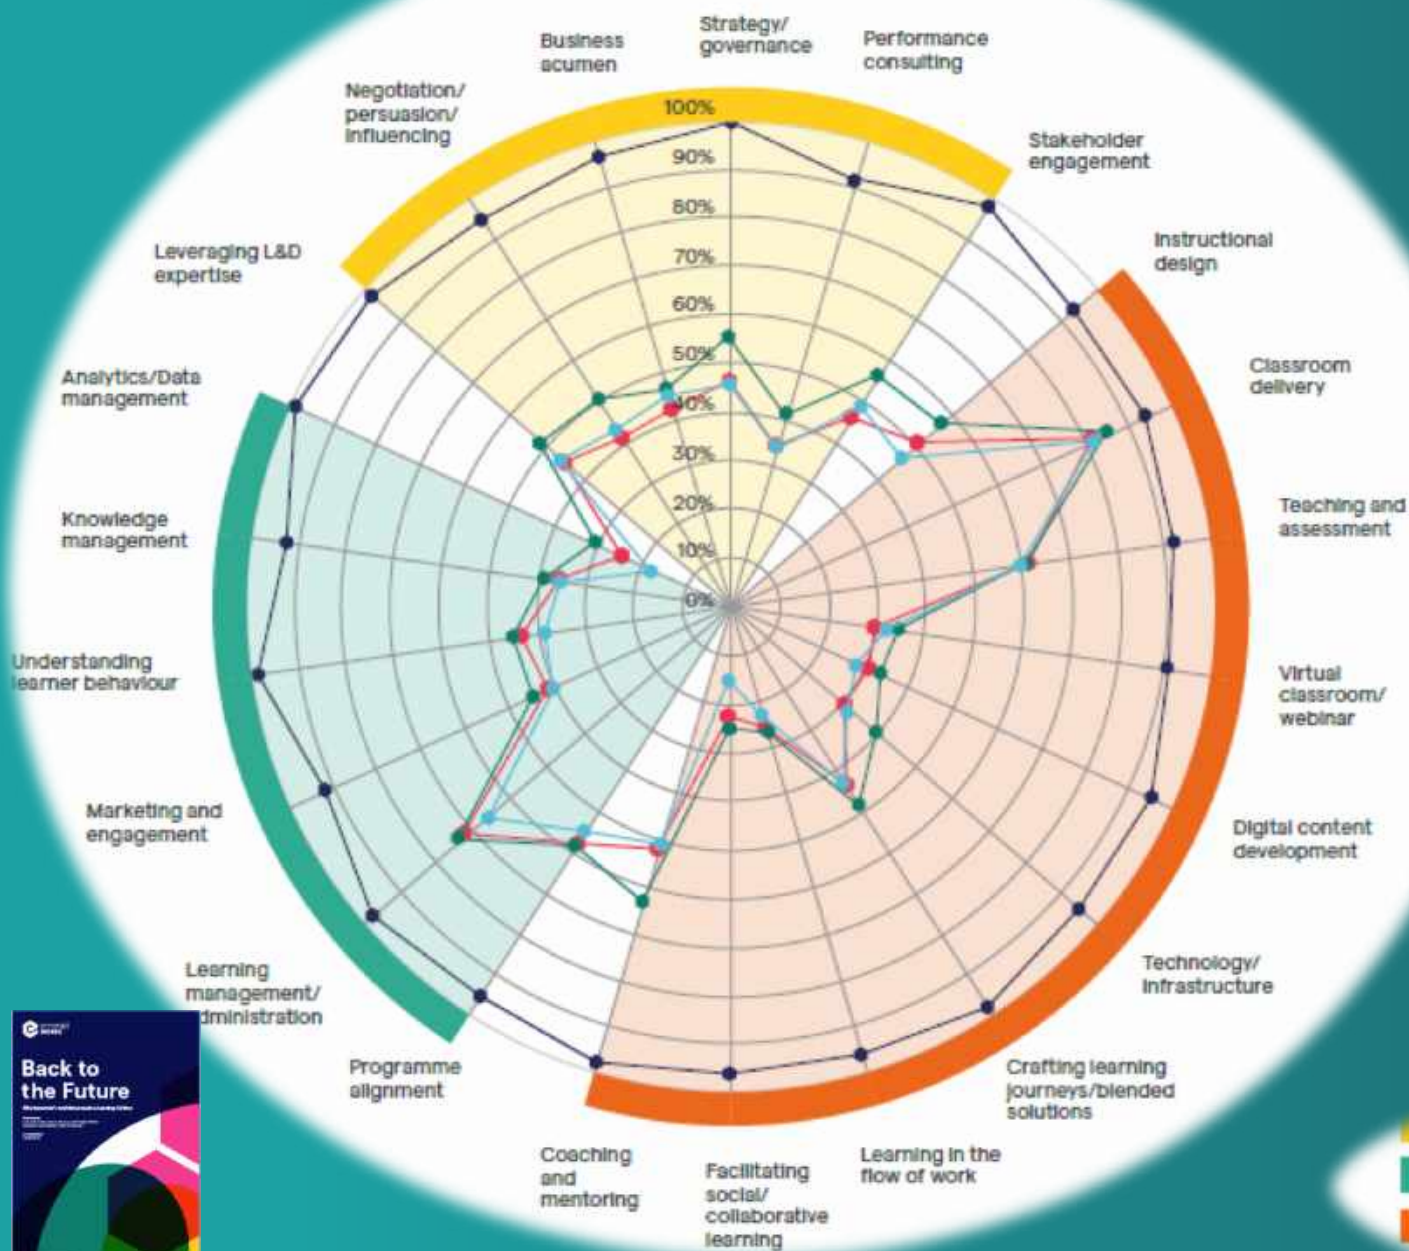 Strategy/
governance
Performance
consulting
Stakeholder
engagement
Instructional
design
Classroom
delivery
Teaching and
assessment
Virtual
classroom/
webinar
Digital content
development
Technology/
Infrastructure
Crafting learning
journeys/blended
solutions
Learning in the
flow of work
Facilitating
social/
collaborative
learning
Coaching
and
mentoring
Programme
alignment
Learning
management/
dministration
Marketing and
engagement
Understanding
learner behaviour
Knowledge
management
Analytics/Data
management
Leveraging L&D
expertise
Negotiation/
persuasion/
influencing
Business
acumen
100%
90%
80%
70%
60%
50%
40%
30%
20%
10%
0%
Back to
the Future